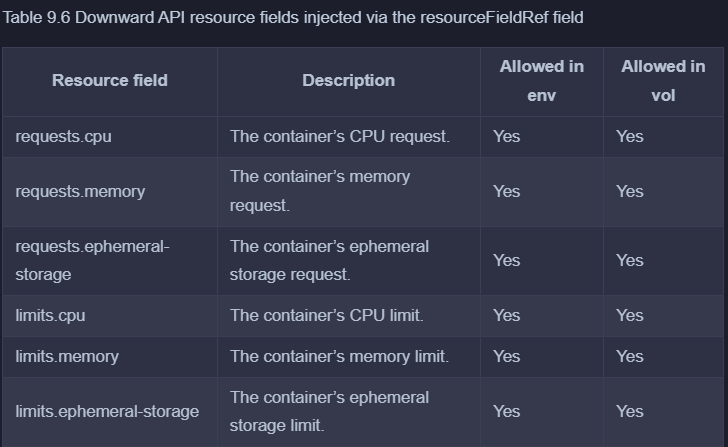 Table 9.6 Downward API resource fields injected via the resourceFieldRef field
Resource field Description Allowed in env Allowed in vol
requests.cpu The container's CPU request. Yes Yes
requests.memory The container's memory request. Yes Yes
requests.ephemeral-storage The container's ephemeral storage request. Yes Yes
limits.cpu The container's CPU limit. Yes Yes
limits.memory The container's memory limit. Yes Yes
limits.ephemeral-storage The container's ephemeral storage limit. Yes Yes